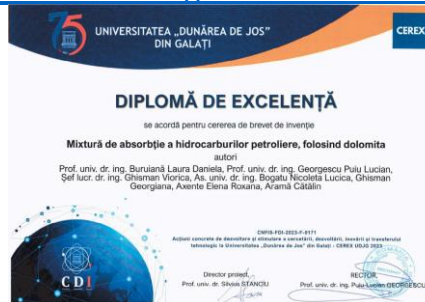 75
UNIVERSITATEA „DUNĂREA DE JOS”
DIN GALAȚI
CEREX
DIPLOMĂ DE EXCELENȚĂ
se acordă pentru cererea de brevet de invenție
Mixtură de absorbție a hidrocarburilor petroliere, folosind dolomita
autori
Prof. univ. dr. ing. Buruiană Laura Daniela, Prof. univ. dr. ing. Georgescu Puiu Lucian,
Șef lucr. dr. ing. Ghisman Viorica, As. univ. dr. ing. Bogatu Nicoleta Lucica, Ghisman
Georgiana, Axente Elena Roxana, Aramă Cătălin
CNFIS-FDI-2023-F-0171
Acțiuni concrete de dezvoltare și stimulare a cercetării, dezvoltării, inovării și transferului
tehnologic la Universitatea „Dunărea de Jos” din Galați - CEREX UDJG 2023
CDI
Director proiect,
Prof. univ. dr. Silvius STANCIU
RECTOR,
Prof. univ. dr. ing. Puiu-Lucian GEORGESCU